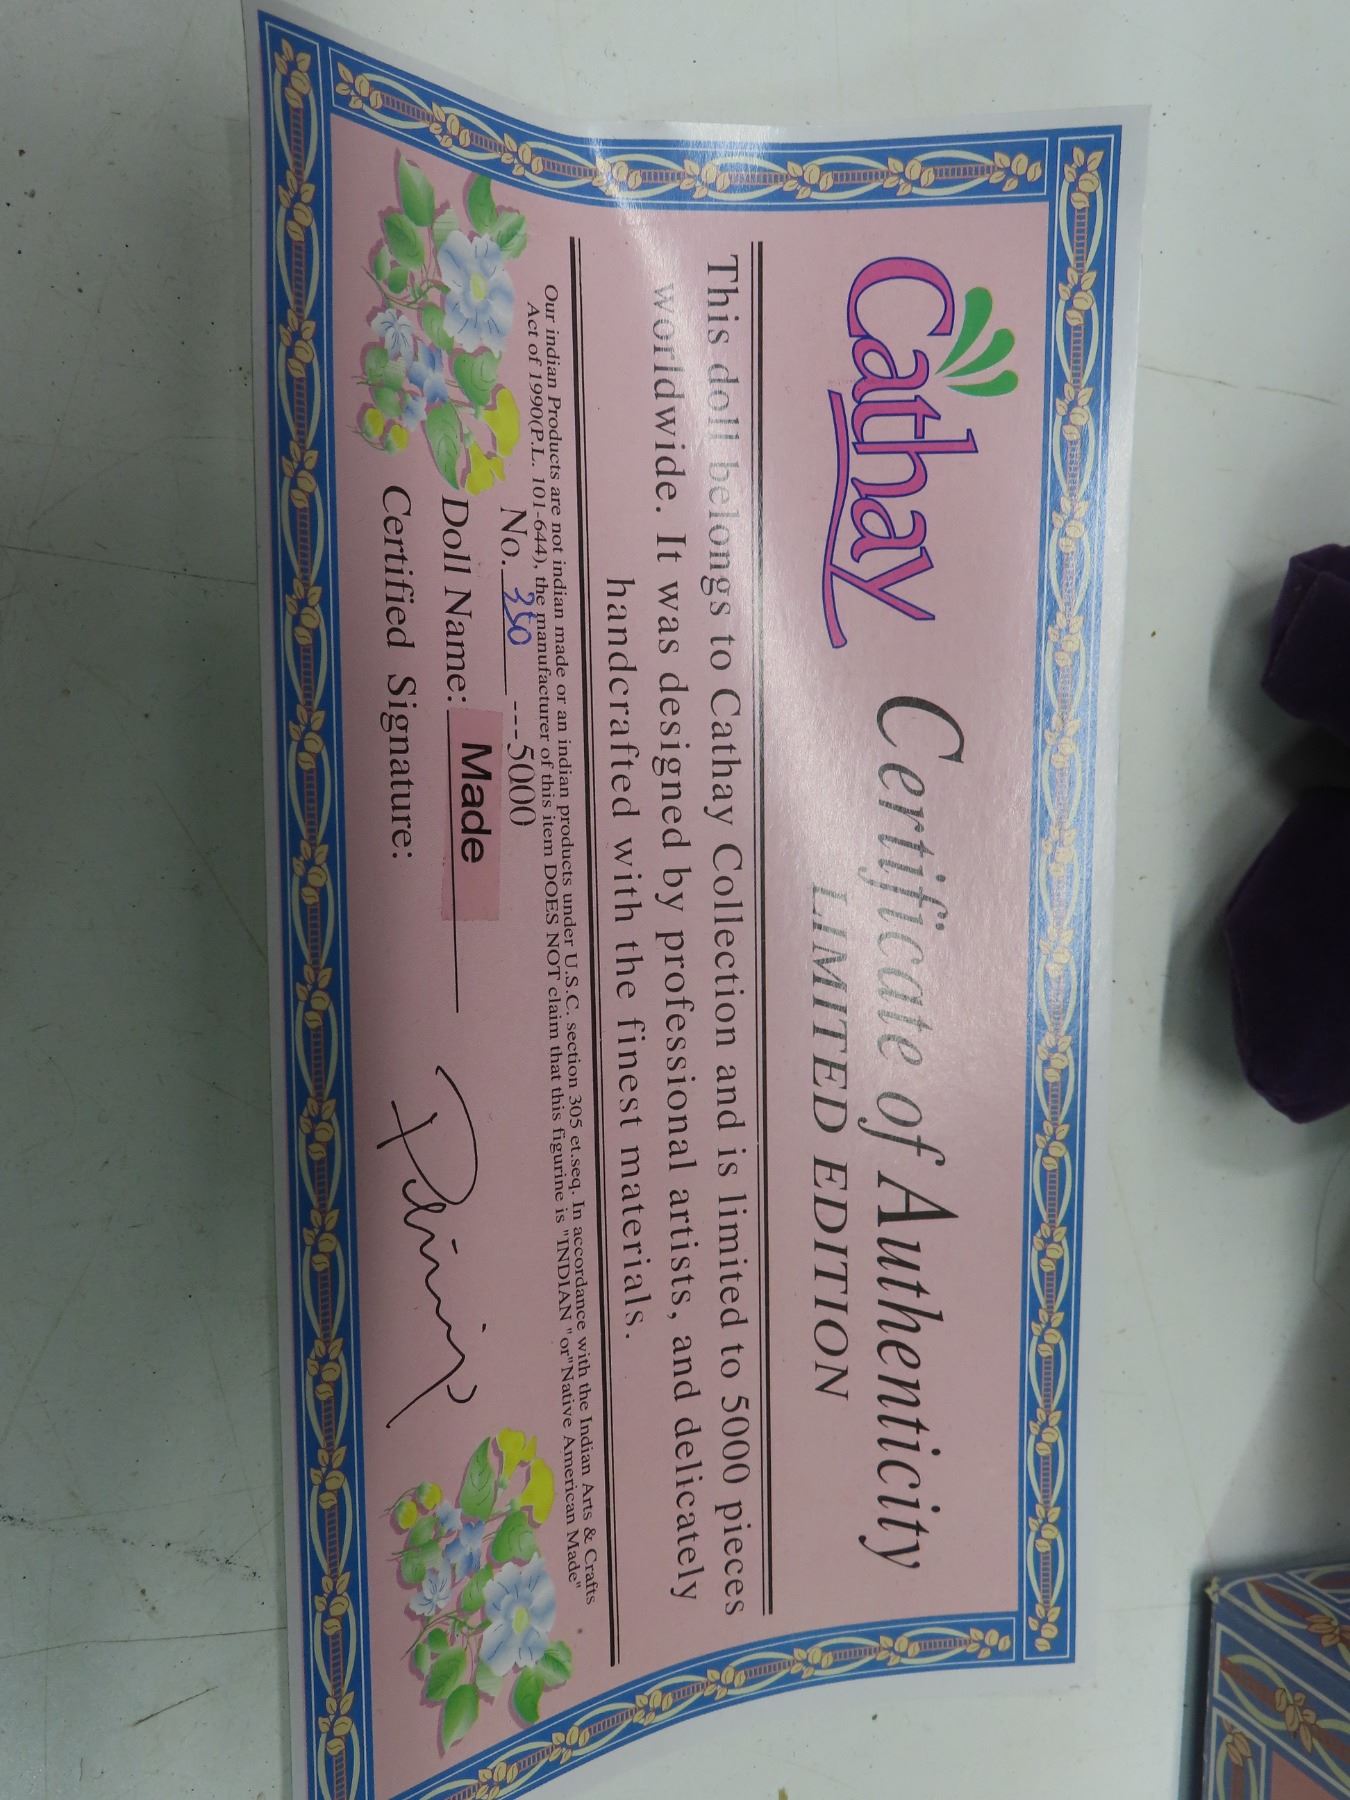 Cathay Certificate of Authenticity
LIMITED EDITION
This doll belongs to Cathay Collection and is limited to 5000 pieces
worldwide. It was designed by professional artists, and delicately
handcrafted with the finest materials.
Our indian Products are not indian made or an indian products under U.S.C. section 305 et.seq. In accordance with the Indian Arts & Crafts
Act of 1990(P.L. 101-644), the manufacturer of this item DOES NOT claim that this figurine is "INDIAN "or"Native American Made"
No. 350 ---5000
Doll Name: Made
Certified Signature: